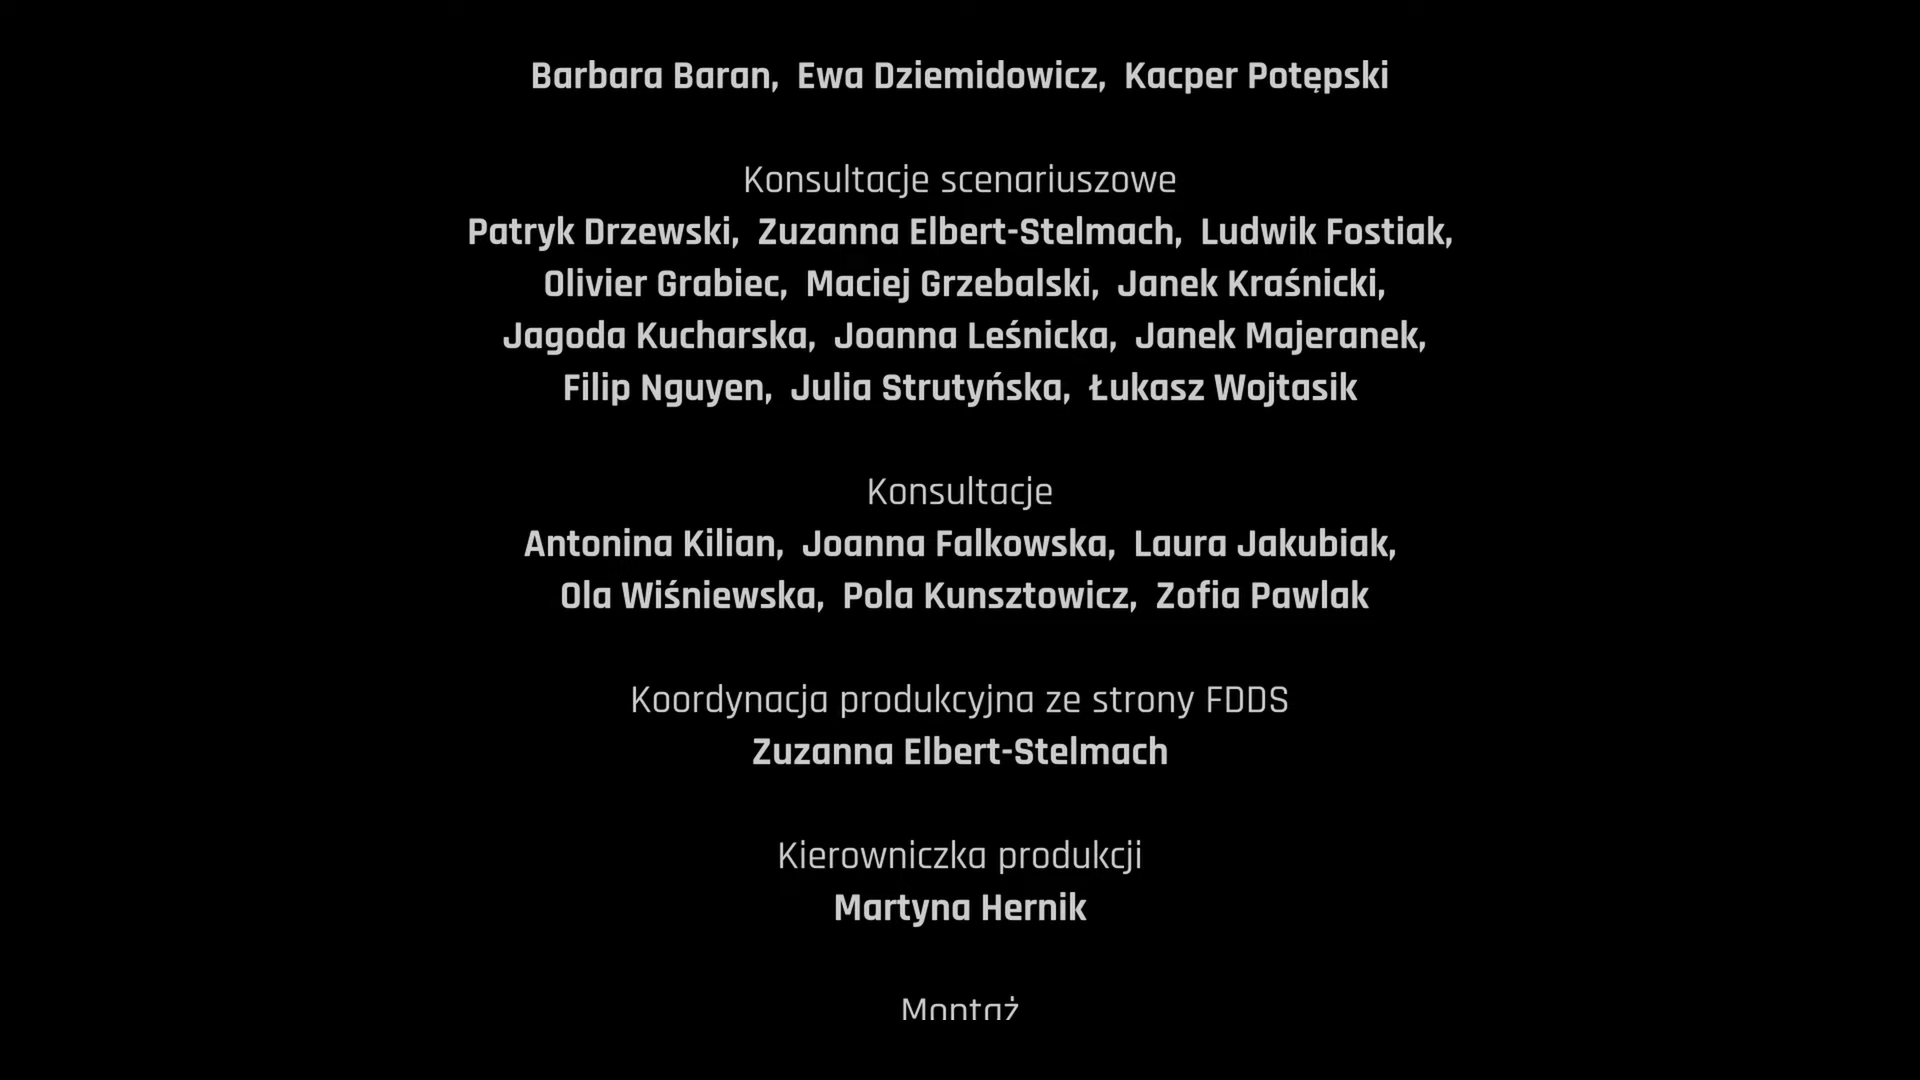 Barbara Baran, Ewa Dziemidowicz, Kacper Potępski
Konsultacje scenariuszowe
Patryk Drzewski, Zuzanna Elbert-Stelmach, Ludwik Fostiak,
Olivier Grabiec, Maciej Grzebalski, Janek Kraśnicki,
Jagoda Kucharska, Joanna Leśnicka, Janek Majeranek,
Filip Nguyen, Julia Strutyńska, Łukasz Wojtasik
Konsultacje
Antonina Kilian, Joanna Falkowska, Laura Jakubiak,
Ola Wiśniewska, Pola Kunsztowicz, Zofia Pawlak
Koordynacja produkcyjna ze strony FDDS
Zuzanna Elbert-Stelmach
Kierowniczka produkcji
Martyna Hernik
Montaż